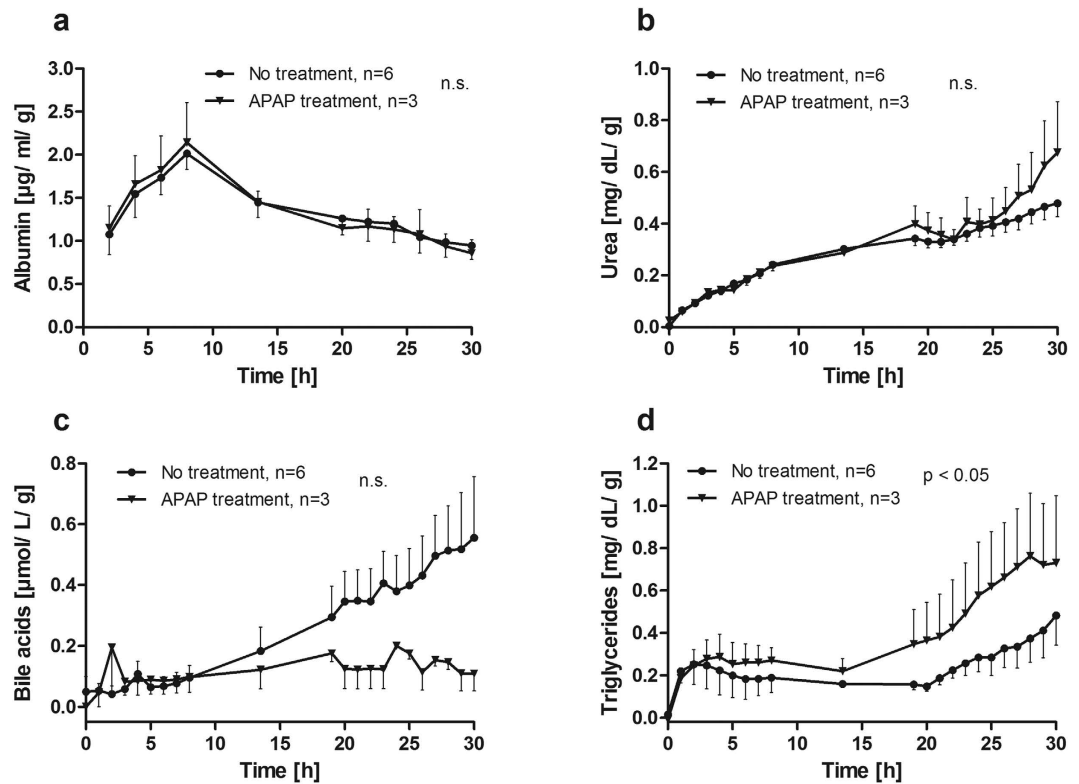 a
No treatment, n=6
APAP treatment, n=3
n.s.
Albumin [µg/ ml/ g]
3.0
2.5
2.0
1.5
1.0
0.5
0.0
0 5 10 15 20 25 30
Time [h]
b
No treatment, n=6
APAP treatment, n=3
n.s.
Urea [mg/ dL/ g]
1.0
0.8
0.6
0.4
0.2
0.0
0 5 10 15 20 25 30
Time [h]
c
No treatment, n=6
APAP treatment, n=3
n.s.
Bile acids [µmol/ L/ g]
0.8
0.6
0.4
0.2
0.0
0 5 10 15 20 25 30
Time [h]
d
No treatment, n=6
APAP treatment, n=3
p < 0.05
Triglycerides [mg/ dL/ g]
1.2
1.0
0.8
0.6
0.4
0.2
0.0
0 5 10 15 20 25 30
Time [h]